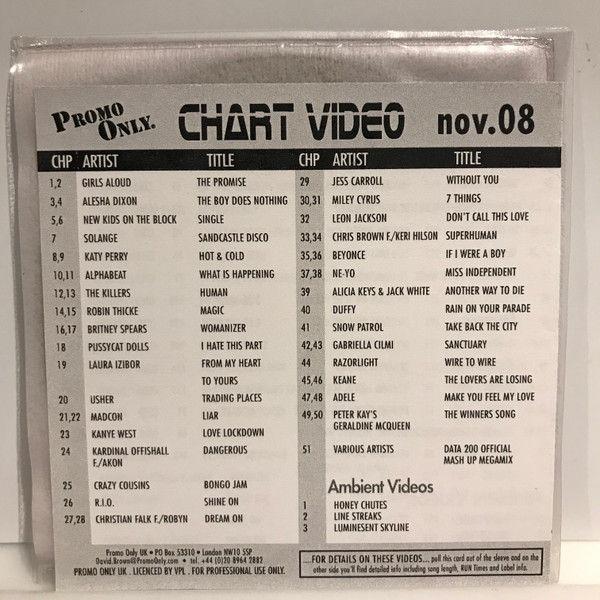 PROMO ONLY. CHART VIDEO nov.08
CHP ARTIST TITLE
1,2 GIRLS ALOUD THE PROMISE
3,4 ALESHA DIXON THE BOY DOES NOTHING
5,6 NEW KIDS ON THE BLOCK SINGLE
7 SOLANGE SANDCASTLE DISCO
8,9 KATY PERRY HOT & COLD
10,11 ALPHABEAT WHAT IS HAPPENING
12,13 THE KILLERS HUMAN
14,15 ROBIN THICKE MAGIC
16,17 BRITNEY SPEARS WOMANIZER
18 PUSSYCAT DOLLS I HATE THIS PART
19 LAURA IZIBOR FROM MY HEART
TO YOURS
20 USHER TRADING PLACES
21,22 MADCON LIAR
23 KANYE WEST LOVE LOCKDOWN
24 KARDINAL OFFISHALL DANGEROUS
F./AKON
25 CRAZY COUSINS BONGO JAM
26 R.I.O. SHINE ON
27,28 CHRISTIAN FALK F./ROBYN DREAM ON
CHP ARTIST TITLE
29 JESS CARROLL WITHOUT YOU
30,31 MILEY CYRUS 7 THINGS
32 LEON JACKSON DON'T CALL THIS LOVE
33,34 CHRIS BROWN F./KERI HILSON SUPERHUMAN
35,36 BEYONCE IF I WERE A BOY
37,38 NE-YO MISS INDEPENDENT
39 ALICIA KEYS & JACK WHITE ANOTHER WAY TO DIE
40 DUFFY RAIN ON YOUR PARADE
41 SNOW PATROL TAKE BACK THE CITY
42,43 GABRIELLA CILMI SANCTUARY
44 RAZORLIGHT WIRE TO WIRE
45,46 KEANE THE LOVERS ARE LOSING
47,48 ADELE MAKE YOU FEEL MY LOVE
49,50 PETER KAY'S THE WINNERS SONG
GERALDINE MCQUEEN
51 VARIOUS ARTISTS DATA 200 OFFICIAL
MASH UP MEGAMIX
Ambient Videos
1 HONEY CHUTES
2 LINE STREAKS
3 LUMINESENT SKYLINE
Promo Only UK • PO Box 53310 • London NW10 5SP
David.Brown@PromoOnly.com • tel. +44 (0)20 8964 2882
PROMO ONLY UK . LICENCED BY VPL . FOR PROFESSIONAL USE ONLY.
....FOR DETAILS ON THESE VIDEOS.... pull this card out of the sleeve and on the
other side you'll find detailed info including song length, RUN Times and Label info.